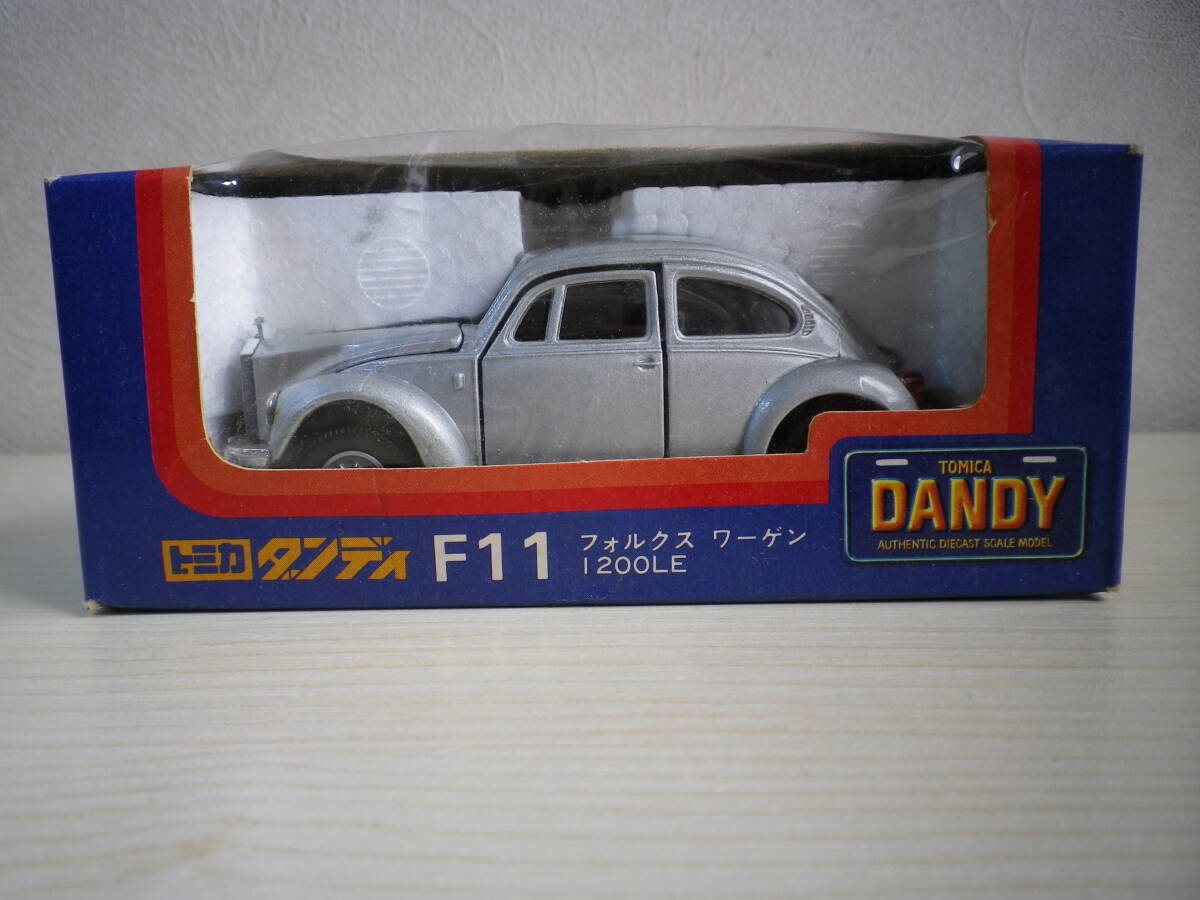 トミカ ダンディ F11 フォルクス ワーゲン
1200LE
TOMICA
DANDY
AUTHENTIC DIECAST SCALE MODEL